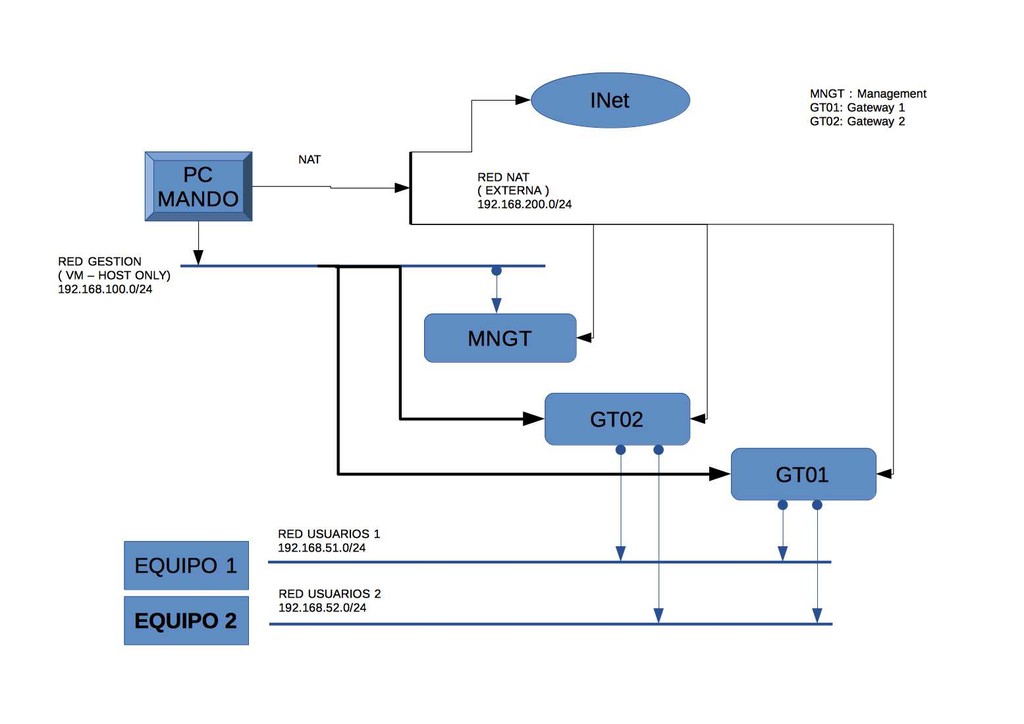 INet
MNGT : Management
GT01: Gateway 1
GT02: Gateway 2
PC
MANDO
NAT
RED NAT
( EXTERNA )
192.168.200.0/24
RED GESTION
( VM – HOST ONLY)
192.168.100.0/24
MNGT
GT02
GT01
RED USUARIOS 1
192.168.51.0/24
EQUIPO 1
RED USUARIOS 2
192.168.52.0/24
EQUIPO 2